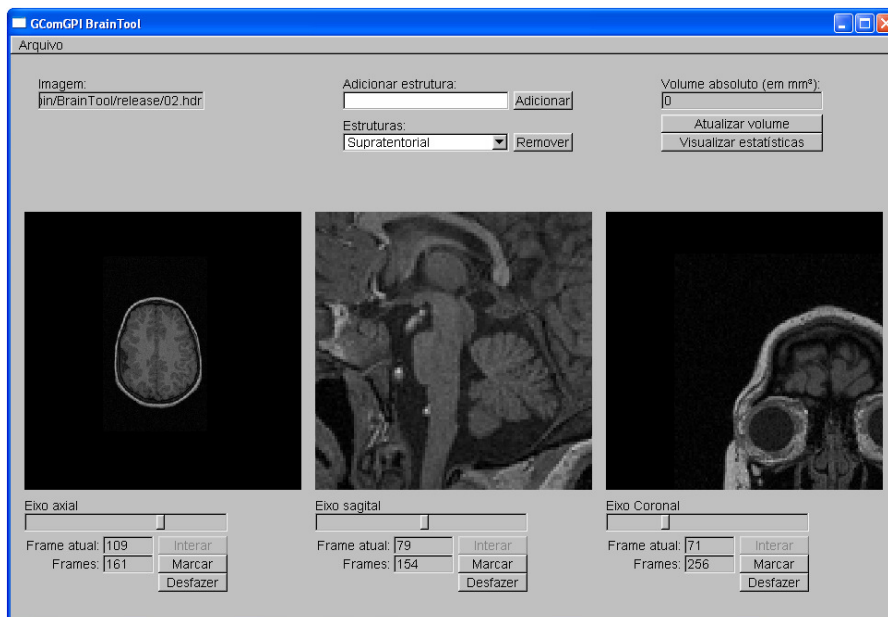 GComGPI BrainTool
Arquivo
Imagem:
bin/BrainTool/release/02.hdr
Adicionar estrutura:
Adicionar
Estruturas:
Supratentorial
Remover
Volume absoluto (em mm³):
0
Atualizar volume
Visualizar estatísticas
Eixo axial
Frame atual: 109 Interar
Frames: 161 Marcar
Desfazer
Eixo sagital
Frame atual: 79 Interar
Frames: 154 Marcar
Desfazer
Eixo Coronal
Frame atual: 71 Interar
Frames: 256 Marcar
Desfazer